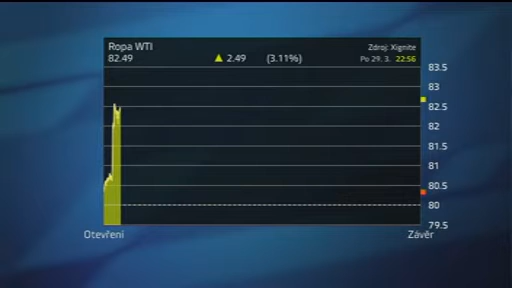 Ropa WTI
Zdroj: Xignite
82.49 ▲ 2.49 (3.11%) Po 29. 3. 22:56
83.5
83
82.5
82
81.5
81
80.5
80
79.5
Otevření Závěr